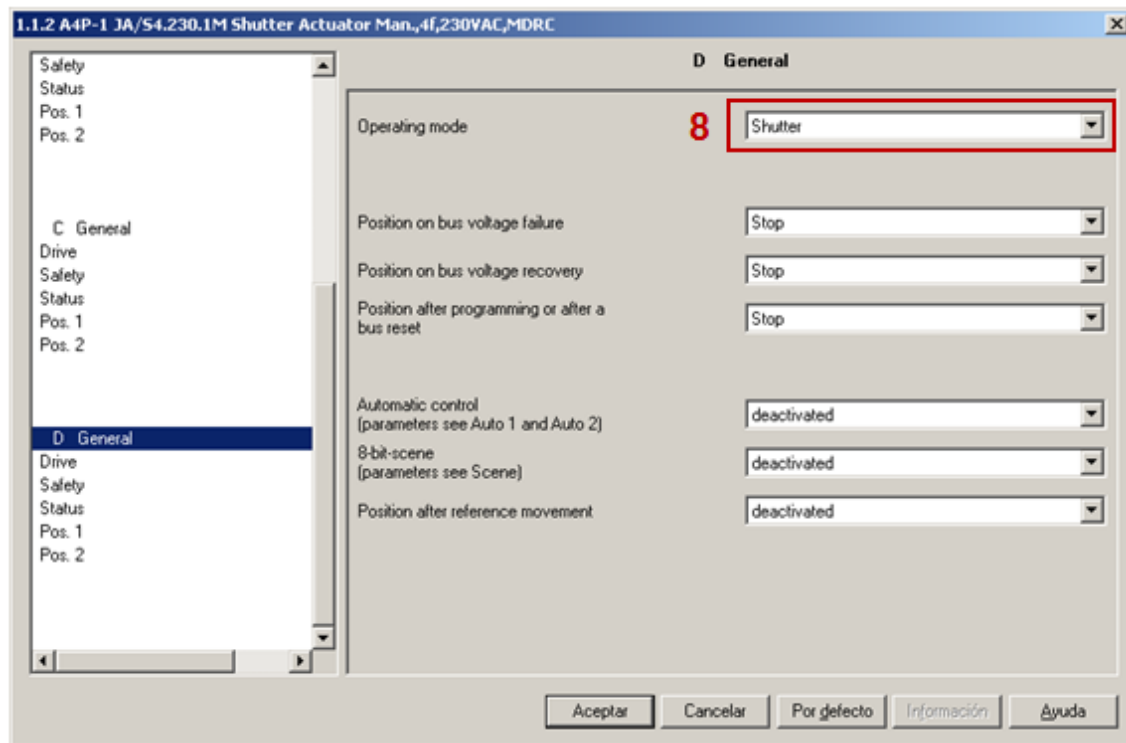 1.1.2 A4P-1 JA/S4.230.1M Shutter Actuator Man.,4f,230VAC,MDRC
Safety
Status
Pos. 1
Pos. 2
C General
Drive
Safety
Status
Pos. 1
Pos. 2
D General
Drive
Safety
Status
Pos. 1
Pos. 2
D General
Operating mode 8 Shutter
Position on bus voltage failure Stop
Position on bus voltage recovery Stop
Position after programming or after a
bus reset Stop
Automatic control
(parameters see Auto 1 and Auto 2) deactivated
8-bit-scene
(parameters see Scene) deactivated
Position after reference movement deactivated
Aceptar Cancelar Por defecto Información Ayuda